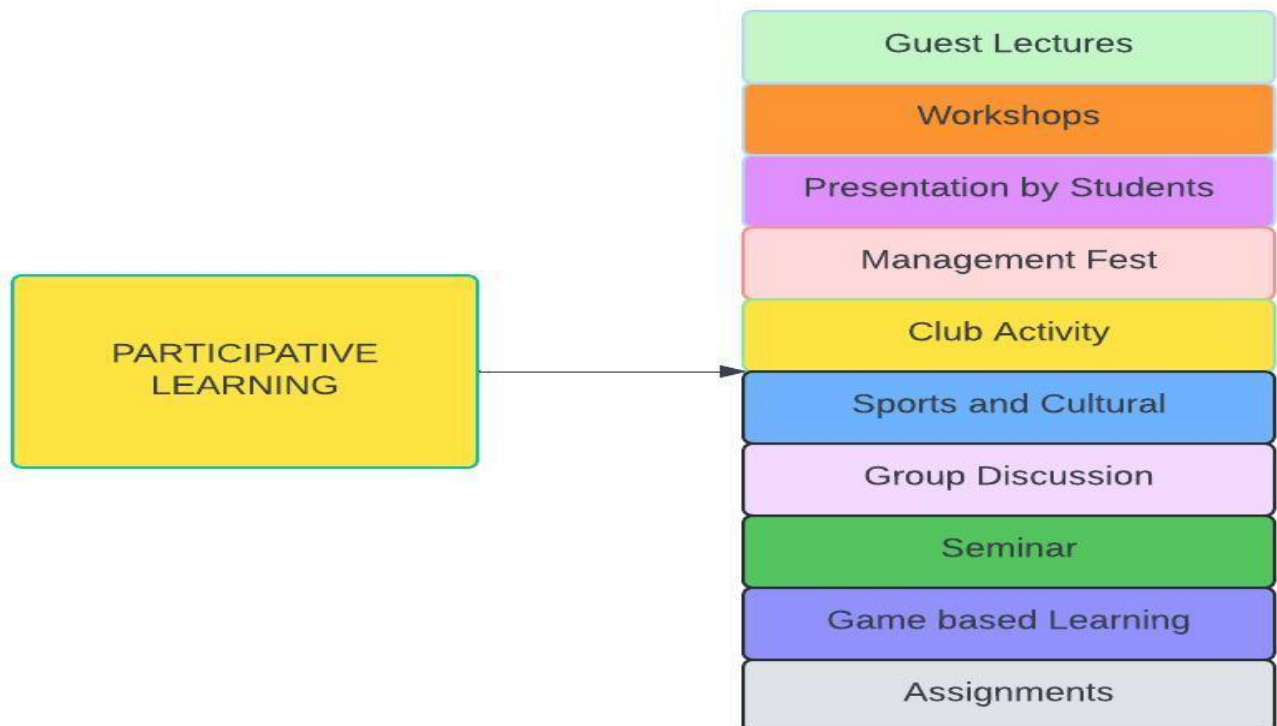 PARTICIPATIVE
LEARNING
Guest Lectures
Workshops
Presentation by Students
Management Fest
Club Activity
Sports and Cultural
Group Discussion
Seminar
Game based Learning
Assignments